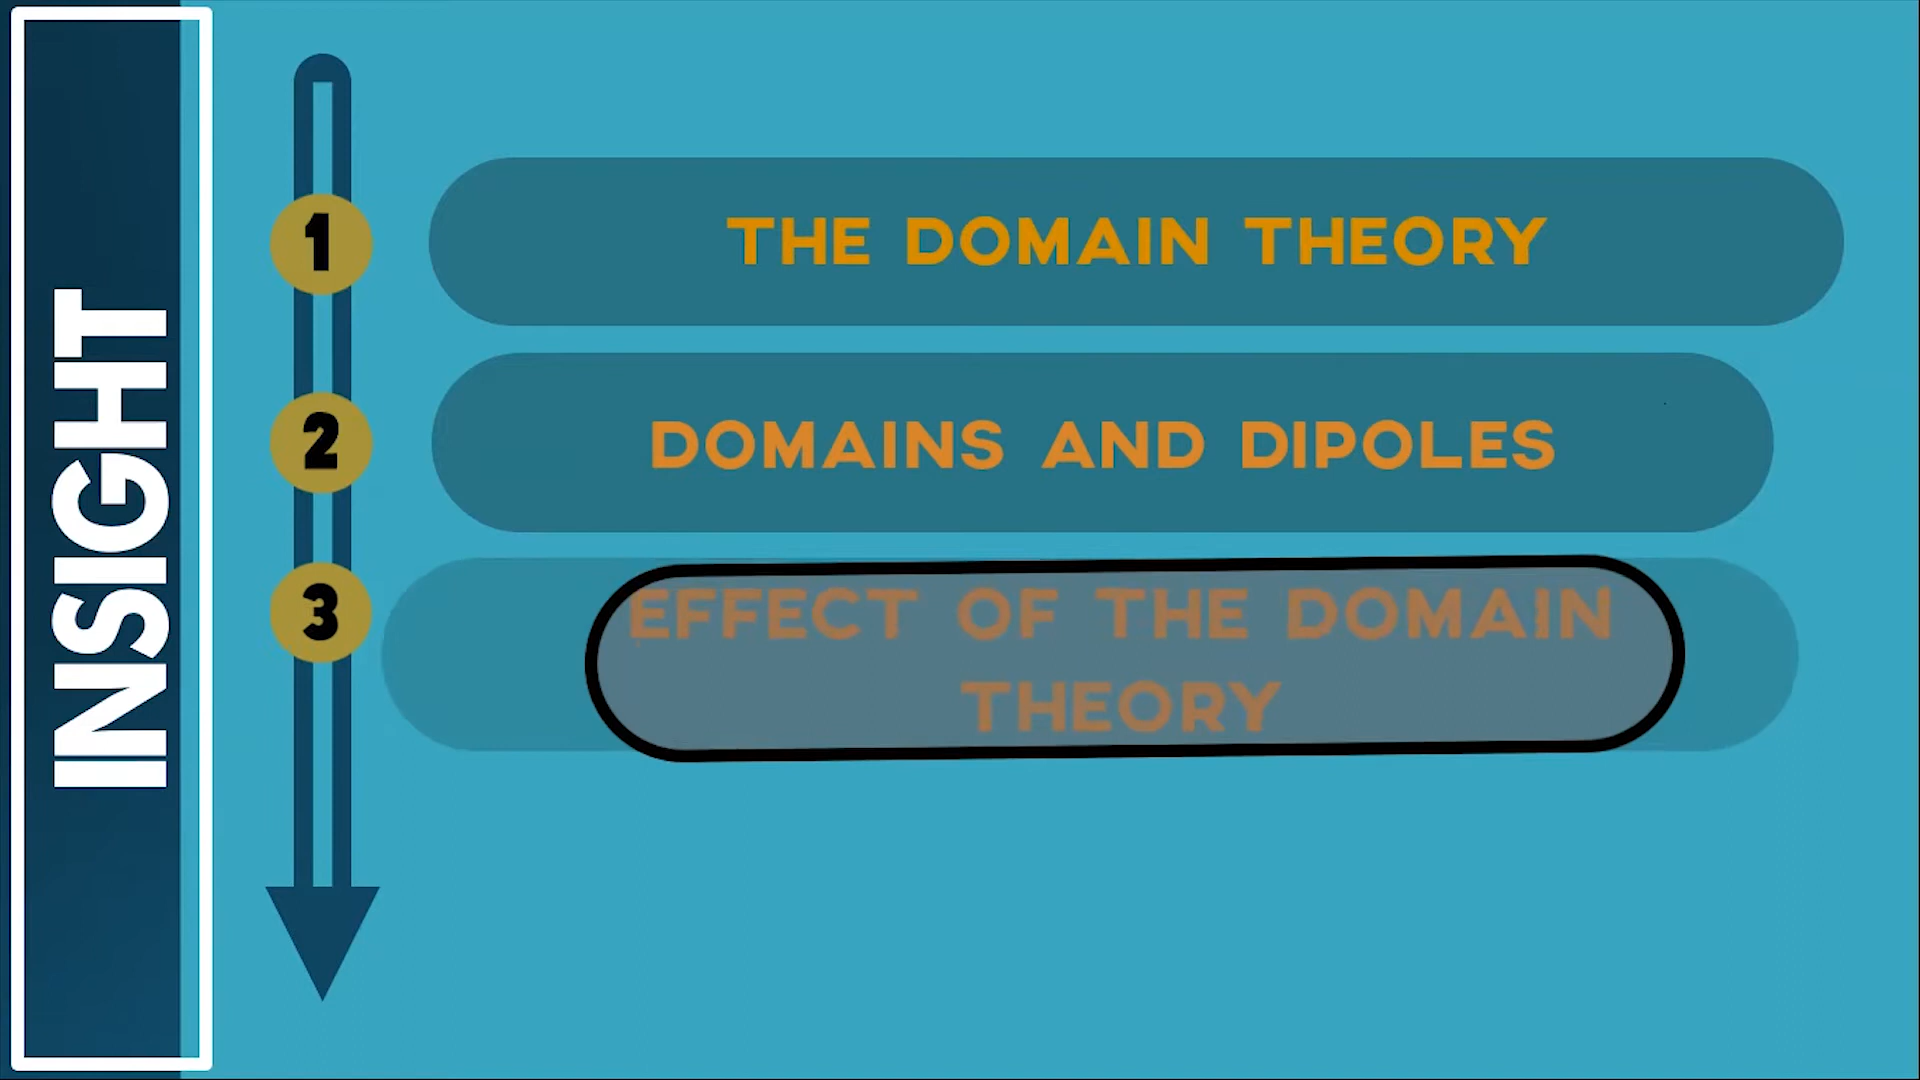 INSIGHT
1
THE DOMAIN THEORY
2
DOMAINS AND DIPOLES
3
EFFECT OF THE DOMAIN
THEORY